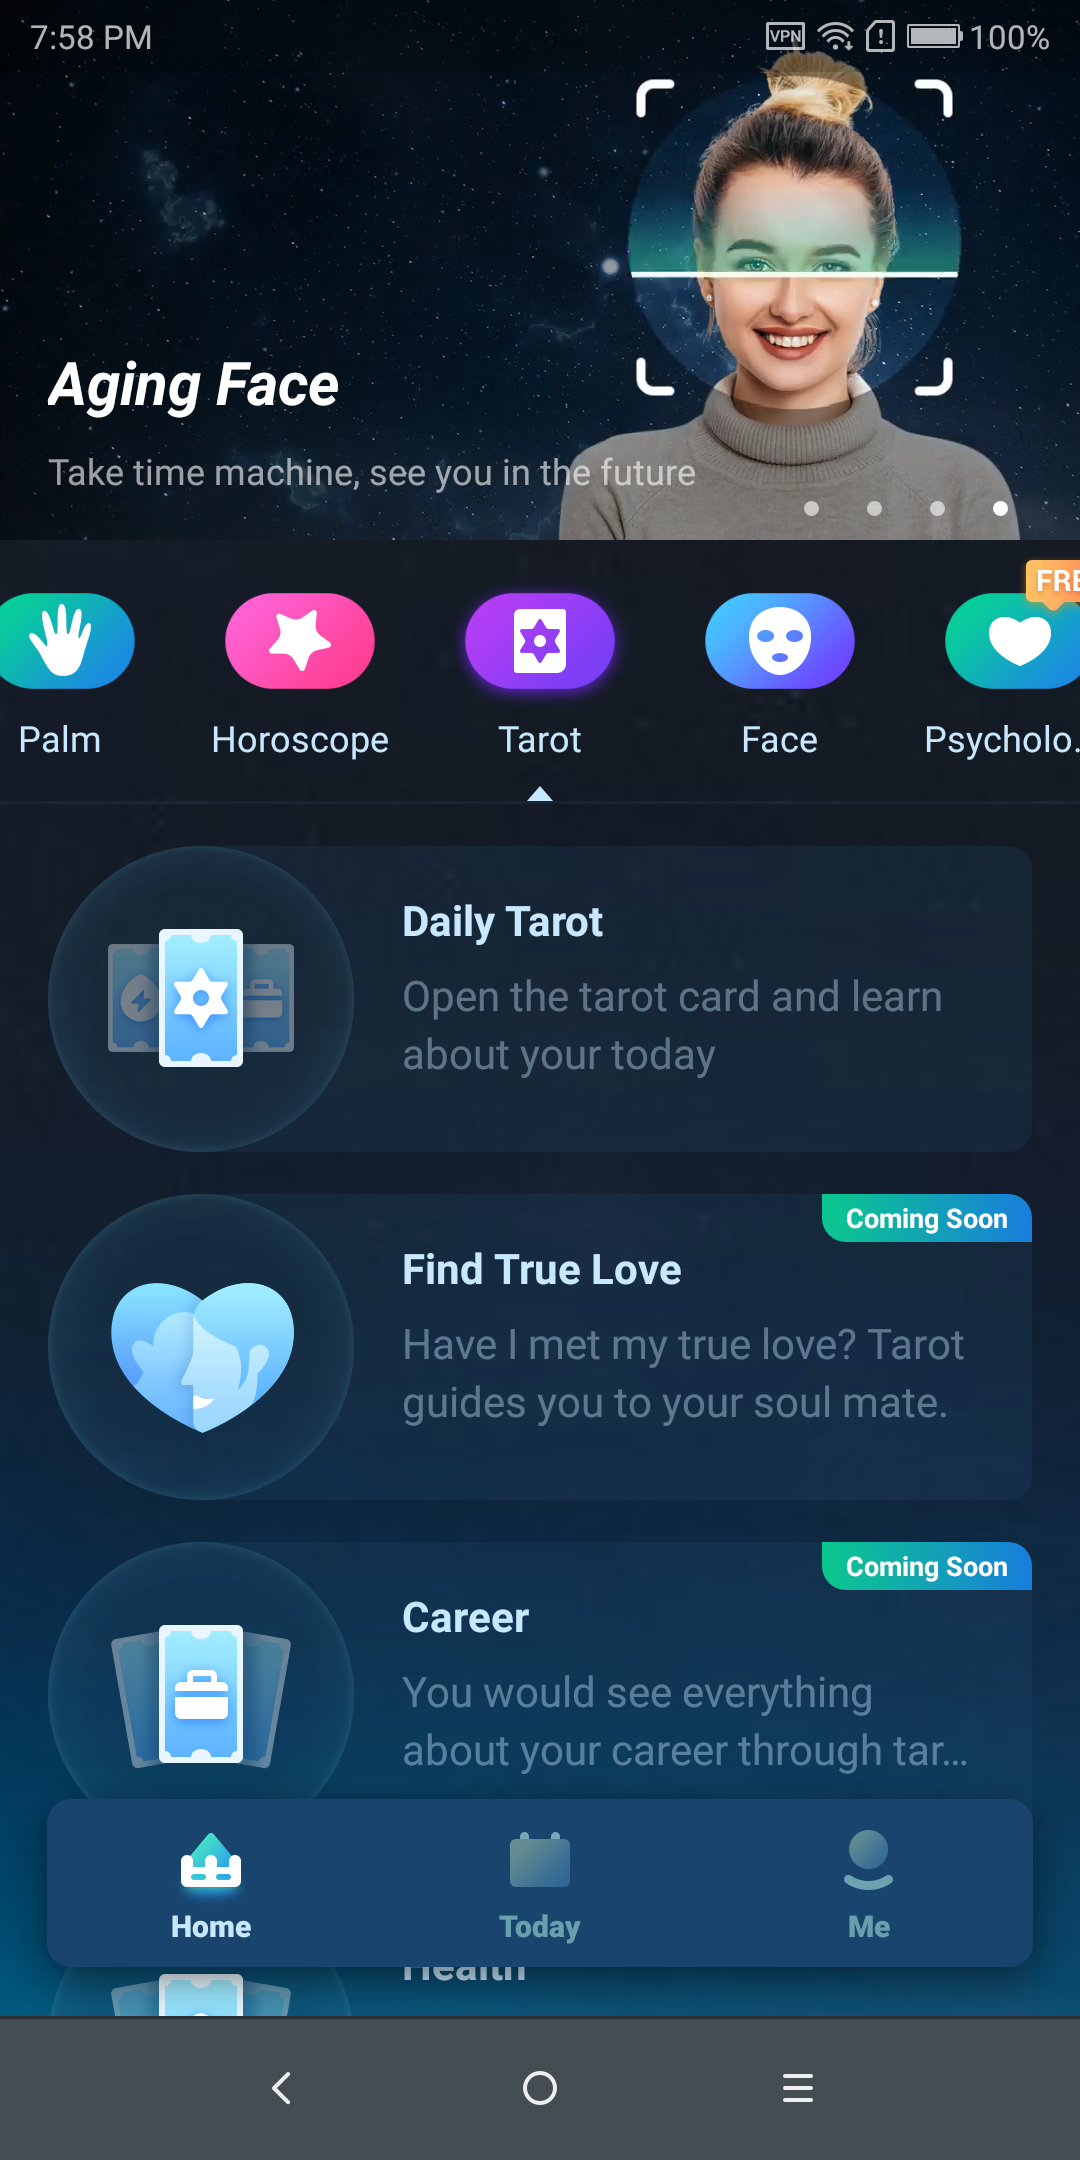 7:58 PM
VPN
100%
Aging Face
Take time machine, see you in the future
FRE
Palm
Horoscope
Tarot
Face
Psycholo.
Daily Tarot
Open the tarot card and learn
about your today
Coming Soon
Find True Love
Have I met my true love? Tarot
guides you to your soul mate.
Coming Soon
Career
You would see everything
about your career through tar...
Home
Today
Me
Health